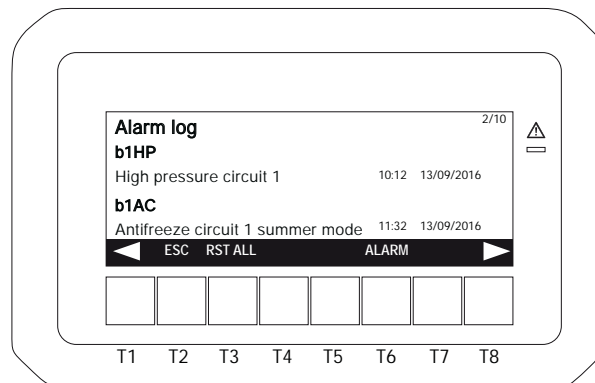 2/10
Alarm log
b1HP
High pressure circuit 1 10:12 13/09/2016
b1AC
Antifreeze circuit 1 summer mode 11:32 13/09/2016
ESC RST ALL ALARM
T1 T2 T3 T4 T5 T6 T7 T8